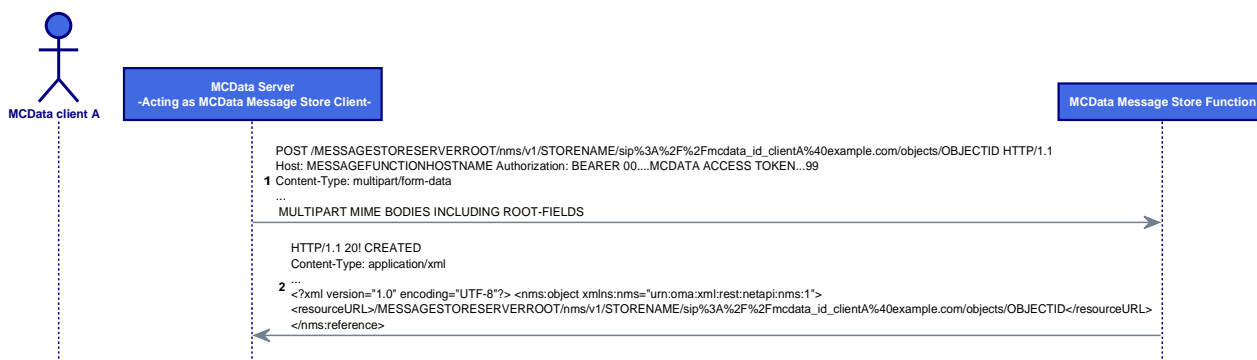 MCData client A
MCData Server
-Acting as MCData Message Store Client-
MCData Message Store Function
POST /MESSAGESTORESERVERROOT/nms/v1/STORENAME/sip%3A%2F%2Fmcdata_id_clientA%40example.com/objects/OBJECTID HTTP/1.1
Host: MESSAGEFUNCTIONHOSTNAME Authorization: BEARER 00....MCDATA ACCESS TOKEN...99
1 Content-Type: multipart/form-data
...
MULTIPART MIME BODIES INCLUDING ROOT-FIELDS
HTTP/1.1 20! CREATED
Content-Type: application/xml
2 ...
<?xml version="1.0" encoding="UTF-8"?> <nms:object xmlns:nms="urn:oma:xml:rest:netapi:nms:1">
<resourceURL>/MESSAGESTORESERVERROOT/nms/v1/STORENAME/sip%3A%2F%2Fmcdata_id_clientA%40example.com/objects/OBJECTID</resourceURL>
</nms:reference>